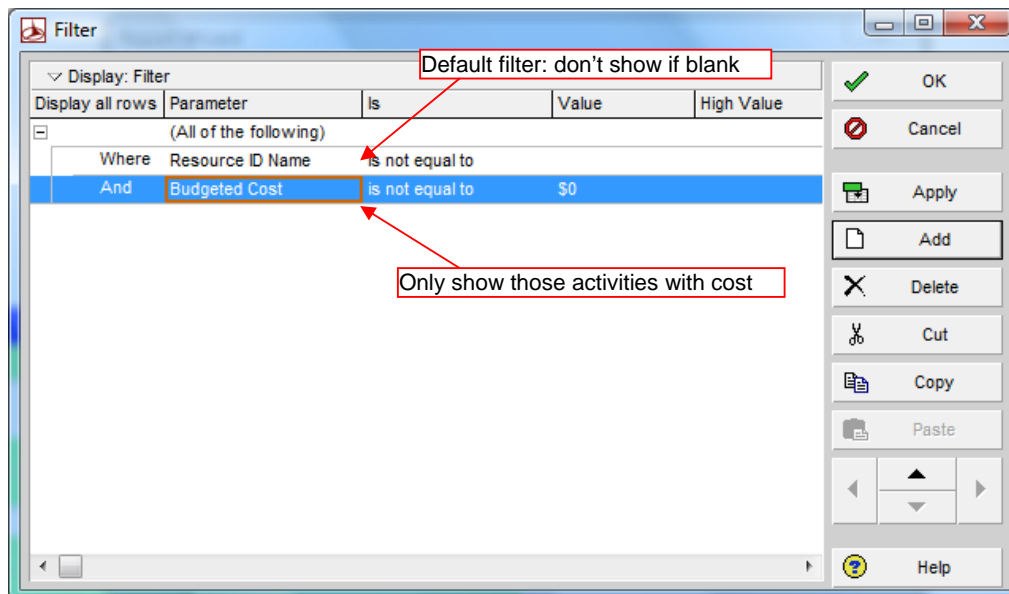 Filter
Default filter: don't show if blank
Display: Filter
OK
Display all rows Parameter Is Value High Value
Cancel
(All of the following)
Where Resource ID Name is not equal to
And Budgeted Cost is not equal to $0
Apply
Add
Only show those activities with cost
Delete
Cut
Copy
Paste
Help